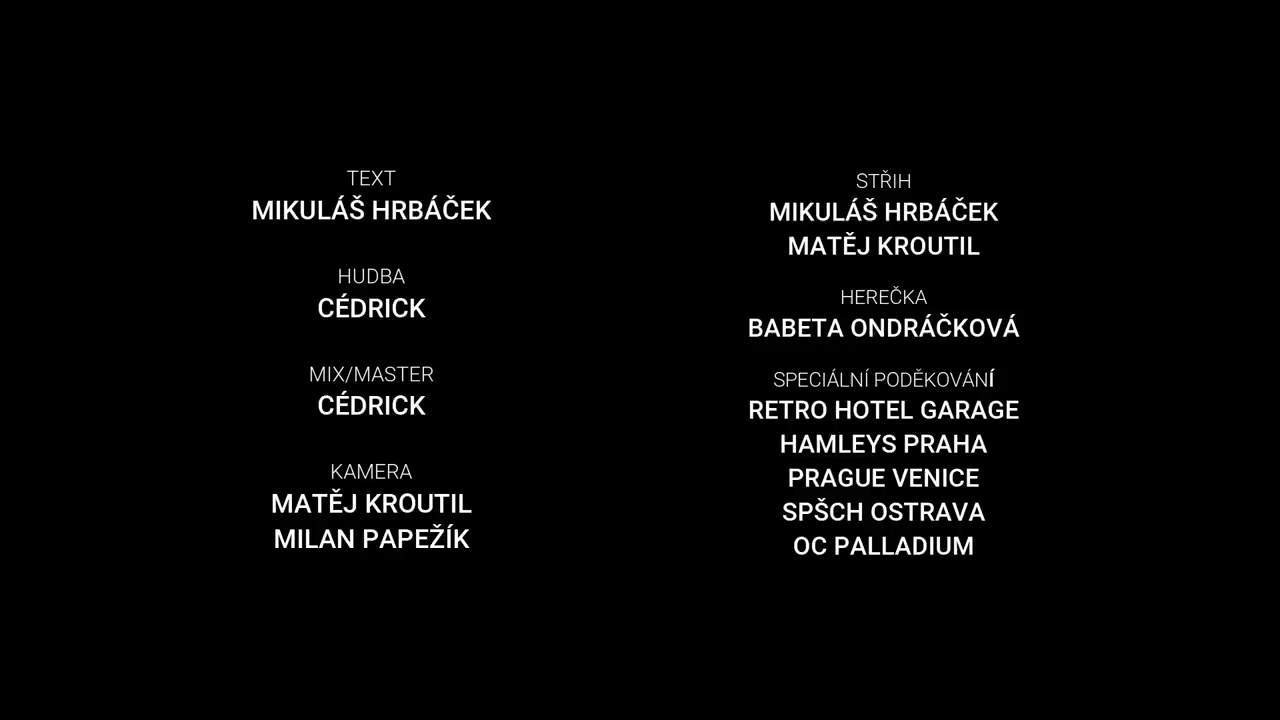 TEXT
MIKULÁŠ HRBÁČEK
HUDBA
CÉDRICK
MIX/MASTER
CÉDRICK
KAMERA
MATĚJ KROUTIL
MILAN PAPEŽÍK
STŘIH
MIKULÁŠ HRBÁČEK
MATĚJ KROUTIL
HEREČKA
BABETA ONDRÁČKOVÁ
SPECIÁLNÍ PODĚKOVÁNÍ
RETRO HOTEL GARAGE
HAMLEYS PRAHA
PRAGUE VENICE
SPŠCH OSTRAVA
OC PALLADIUM